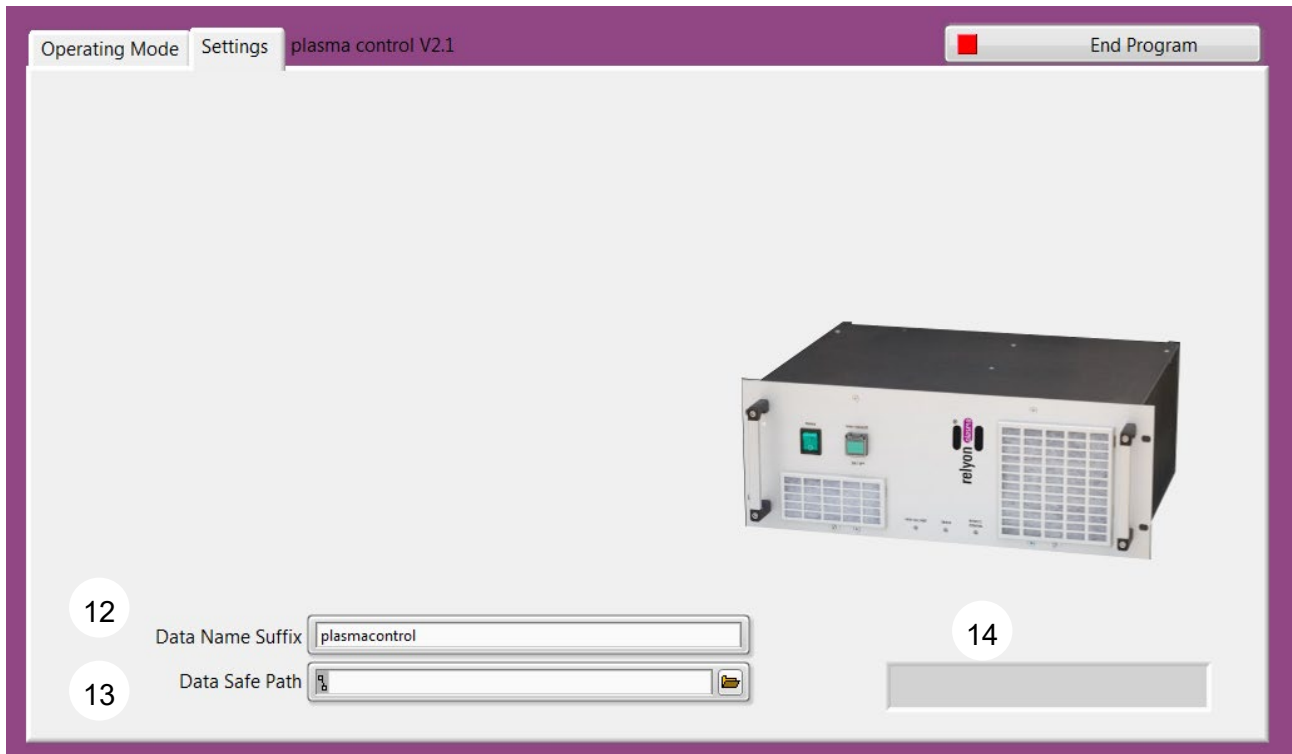 Operating Mode Settings plasma control V2.1 End Program
relyon plasma
12
Data Name Suffix plasmacontrol
14
13
Data Safe Path